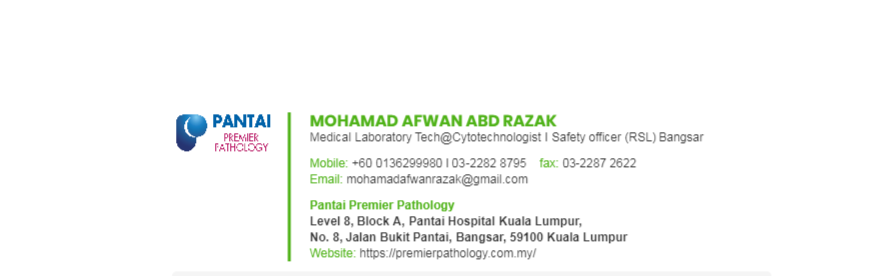 PANTAI
PREMIER
PATHOLOGY
MOHAMAD AFWAN ABD RAZAK
Medical Laboratory Tech@Cytotechnologist I Safety officer (RSL) Bangsar
Mobile: +60 0136299980 I 03-2282 8795 fax: 03-2287 2622
Email: mohamadafwanrazak@gmail.com
Pantai Premier Pathology
Level 8, Block A, Pantai Hospital Kuala Lumpur,
No. 8, Jalan Bukit Pantai, Bangsar, 59100 Kuala Lumpur
Website: https://premierpathology.com.my/